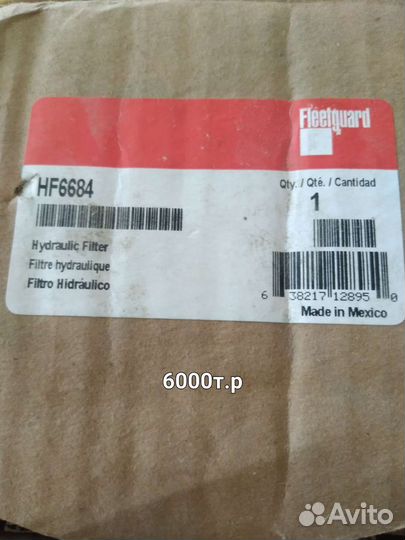 Fleetguard
HF6684
Qty. / Qté. / Cantidad
1
Hydraulic Filter
Filtre hydraulique
Filtro Hidráulico
6 38217 12895 0
Made in Mexico
6000т.р
Avito